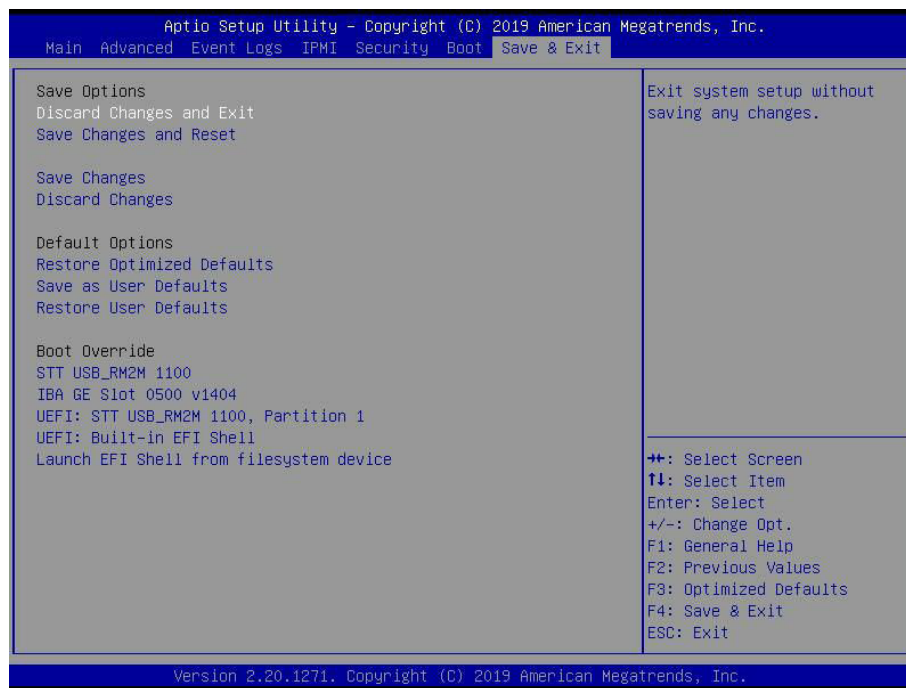 Aptio Setup Utility – Copyright (C) 2019 American Megatrends, Inc.
Main Advanced Event Logs IPMI Security Boot Save & Exit
Save Options
Discard Changes and Exit
Save Changes and Reset
Save Changes
Discard Changes
Default Options
Restore Optimized Defaults
Save as User Defaults
Restore User Defaults
Boot Override
STT USB_RM2M 1100
IBA GE Slot 0500 v1404
UEFI: STT USB_RM2M 1100, Partition 1
UEFI: Built-in EFI Shell
Launch EFI Shell from filesystem device
Exit system setup without
saving any changes.
→←: Select Screen
↑↓: Select Item
Enter: Select
+/-: Change Opt.
F1: General Help
F2: Previous Values
F3: Optimized Defaults
F4: Save & Exit
ESC: Exit
Version 2.20.1271. Copyright (C) 2019 American Megatrends, Inc.